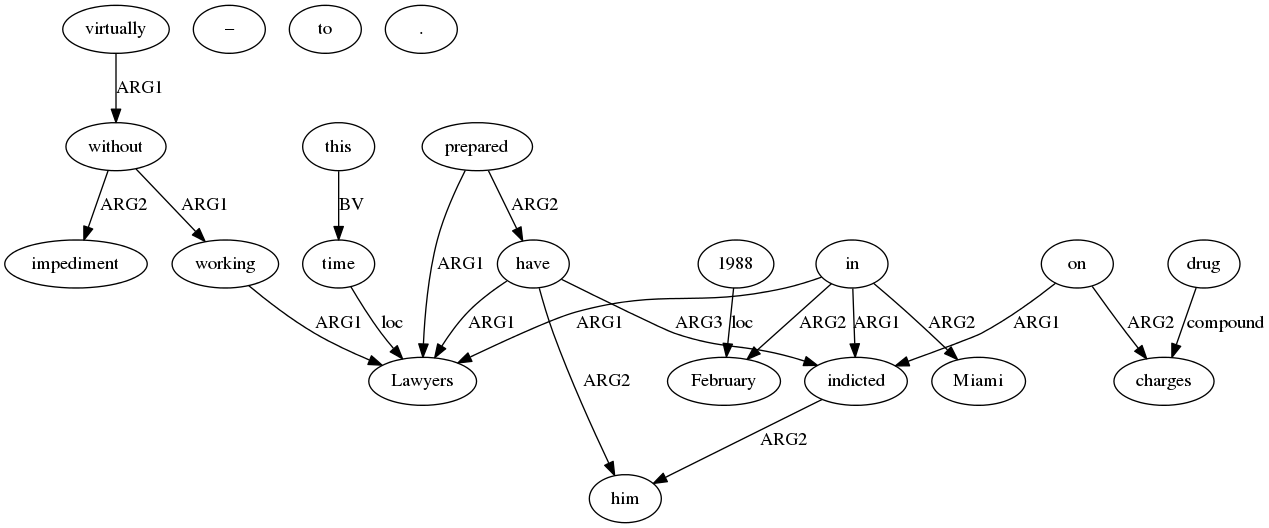 virtually – to .
ARG1
without this prepared
ARG2 ARG1 BV ARG2
impediment working time have 1988 in on drug
ARG1
ARG1 loc ARG1 ARG1 ARG3 loc ARG2 ARG1 ARG2 ARG1 ARG2 compound
Lawyers February indicted Miami charges
ARG2
ARG2
him